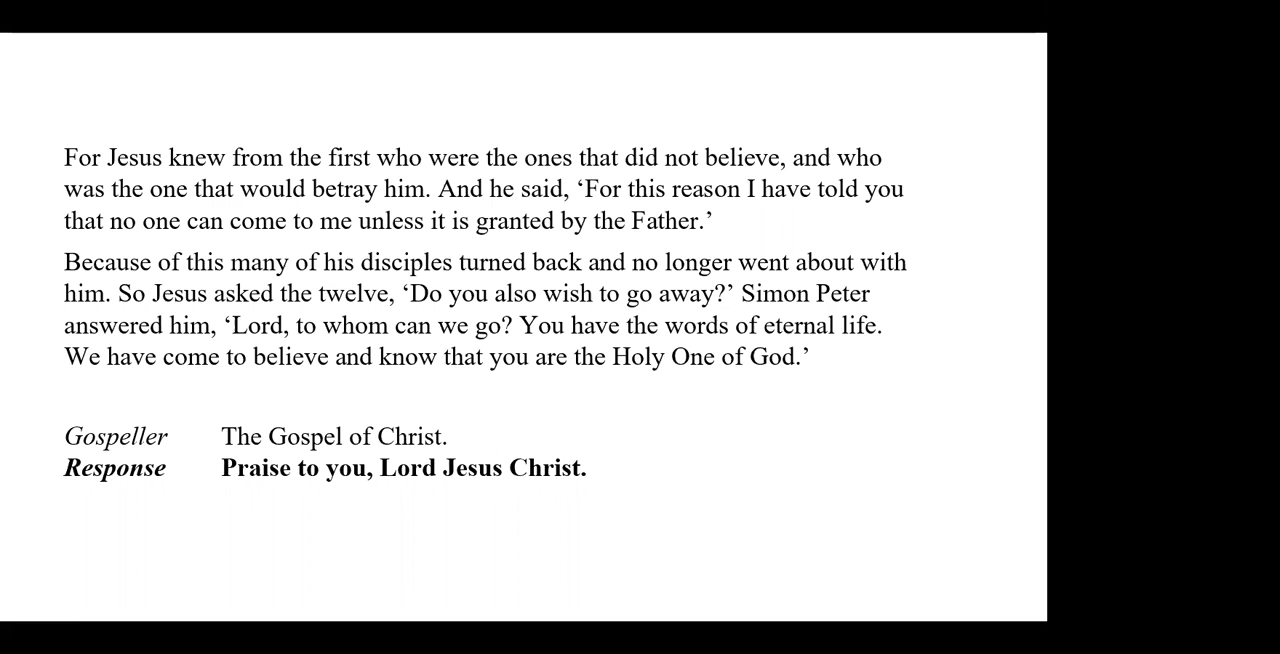 For Jesus knew from the first who were the ones that did not believe, and who
was the one that would betray him. And he said, ‘For this reason I have told you
that no one can come to me unless it is granted by the Father.’
Because of this many of his disciples turned back and no longer went about with
him. So Jesus asked the twelve, ‘Do you also wish to go away?’ Simon Peter
answered him, ‘Lord, to whom can we go? You have the words of eternal life.
We have come to believe and know that you are the Holy One of God.’
Gospeller The Gospel of Christ.
Response Praise to you, Lord Jesus Christ.